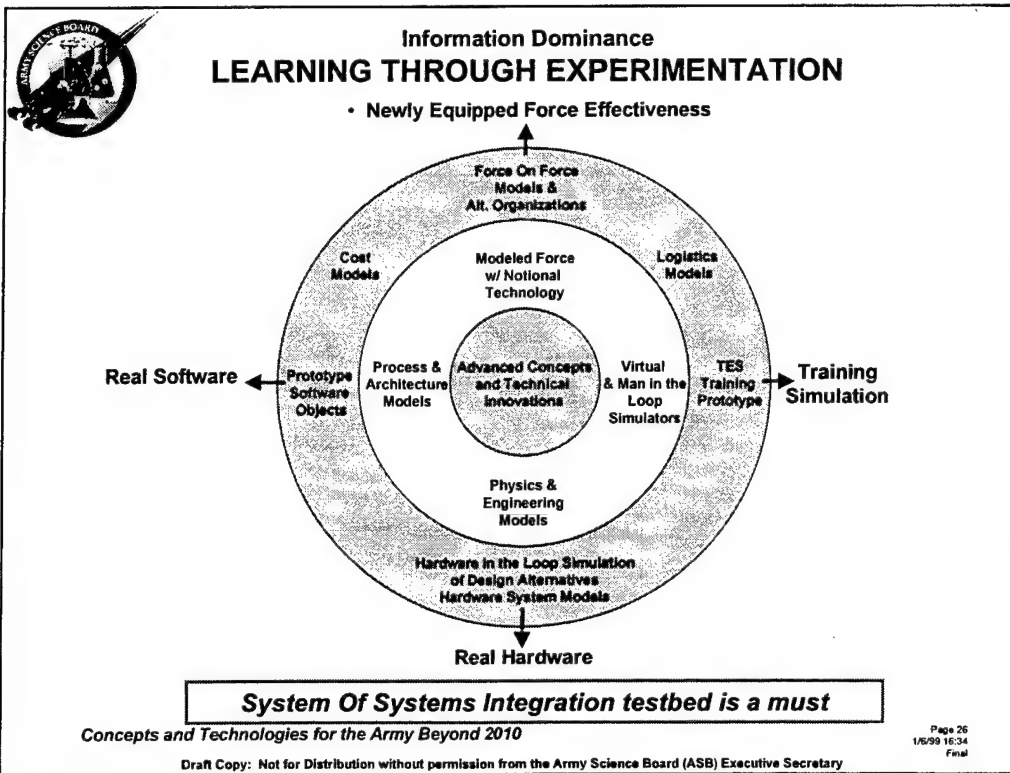 ARMY SCIENCE BOARD
Information Dominance
LEARNING THROUGH EXPERIMENTATION
• Newly Equipped Force Effectiveness
Force On Force
Models &
Alt. Organizations
Cost
Models
Modeled Force
w/ Notional
Technology
Logistics
Models
Real Software
Prototype
Software
Objects
Process &
Architecture
Models
Advanced Concepts
and Technical
Innovations
Virtual
& Man in the
Loop
Simulators
TES
Training
Prototype
Training
Simulation
Physics &
Engineering
Models
Hardware in the Loop Simulation
of Design Alternatives
Hardware System Models
Real Hardware
System Of Systems Integration testbed is a must
Concepts and Technologies for the Army Beyond 2010
Page 26
1/6/99 16:34
Final
Draft Copy: Not for Distribution without permission from the Army Science Board (ASB) Executive Secretary